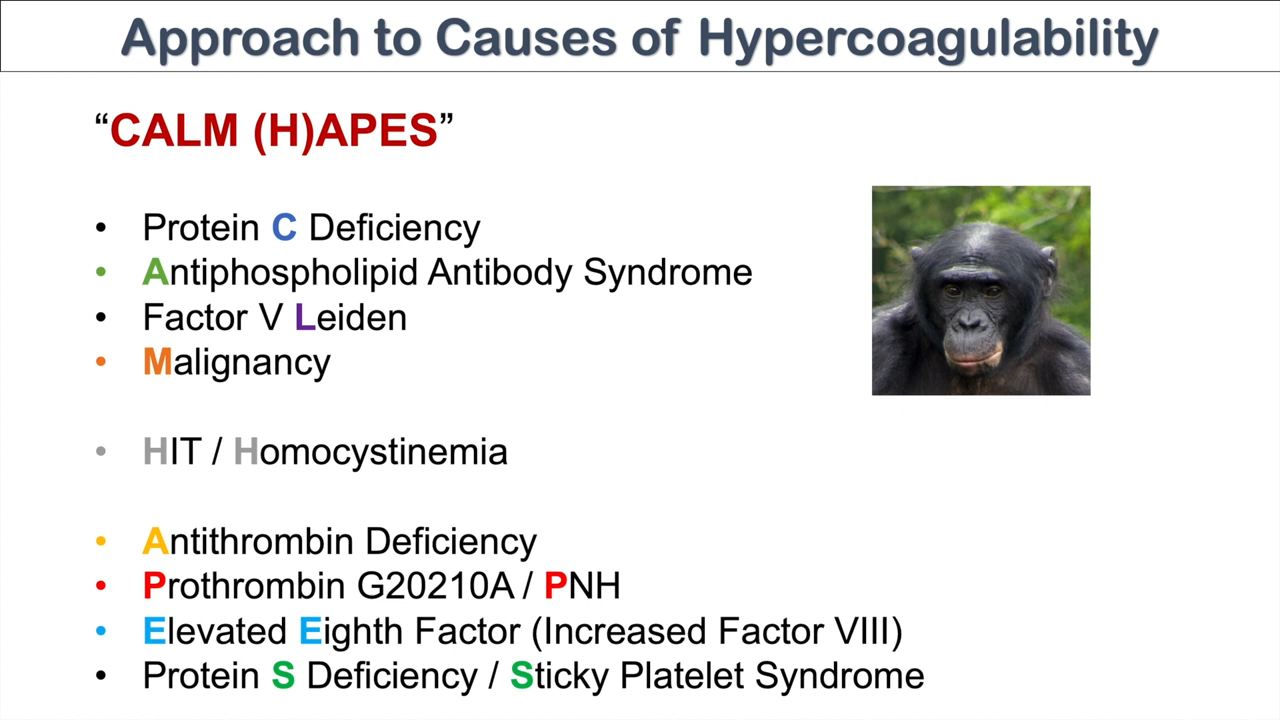 Approach to Causes of Hypercoagulability
“CALM (H)APES”
• Protein C Deficiency
• Antiphospholipid Antibody Syndrome
• Factor V Leiden
• Malignancy
• HIT / Homocystinemia
• Antithrombin Deficiency
• Prothrombin G20210A / PNH
• Elevated Eighth Factor (Increased Factor VIII)
• Protein S Deficiency / Sticky Platelet Syndrome